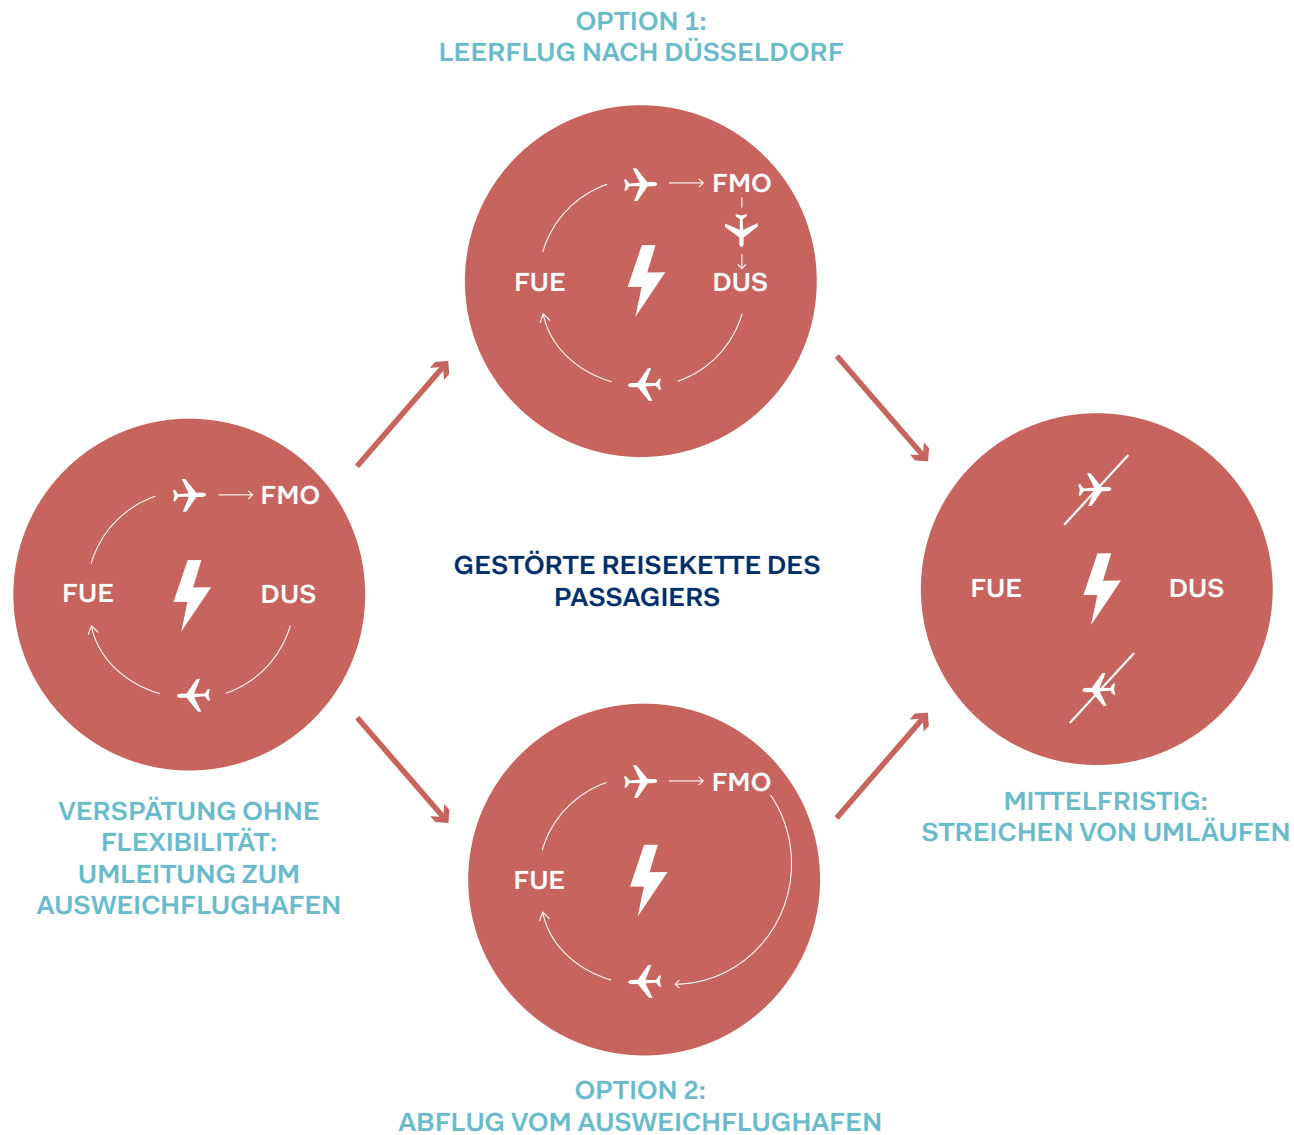 OPTION 1:
LEERFLUG NACH DÜSSELDORF
FMO
FUE
DUS
FMO
FUE
DUS
VERSPÄTUNG OHNE
FLEXIBILITÄT:
UMLEITUNG ZUM
AUSWEICHFLUGHAFEN
GESTÖRTE REISEKETTE DES
PASSAGIERS
FMO
FUE
OPTION 2:
ABFLUG VOM AUSWEICHFLUGHAFEN
FUE
DUS
MITTELFRISTIG:
STREICHEN VON UMLÄUFEN